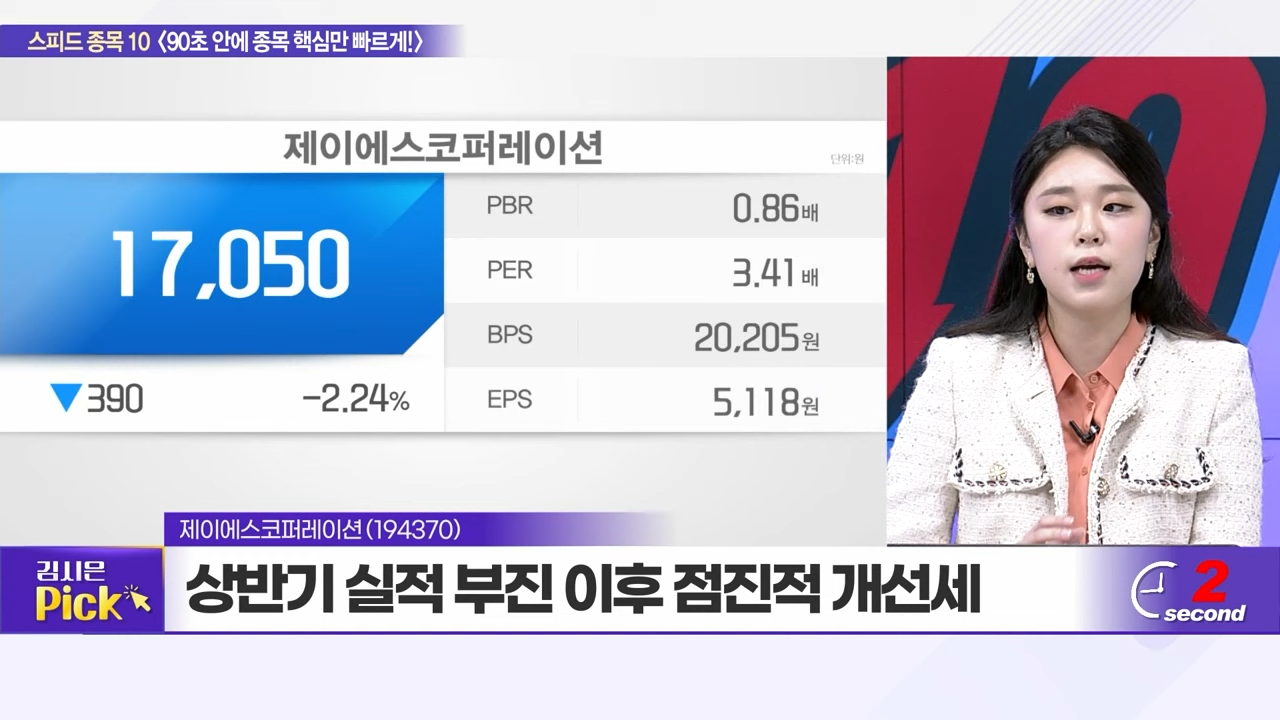 스피드 종목 10 〈90초 안에 종목 핵심만 빠르게!〉
제이에스코퍼레이션
단위:원
17,050
▼390 -2.24%
PBR 0.86배
PER 3.41배
BPS 20,205원
EPS 5,118원
제이에스코퍼레이션(194370)
김시은
Pick
상반기 실적 부진 이후 점진적 개선세
2
second